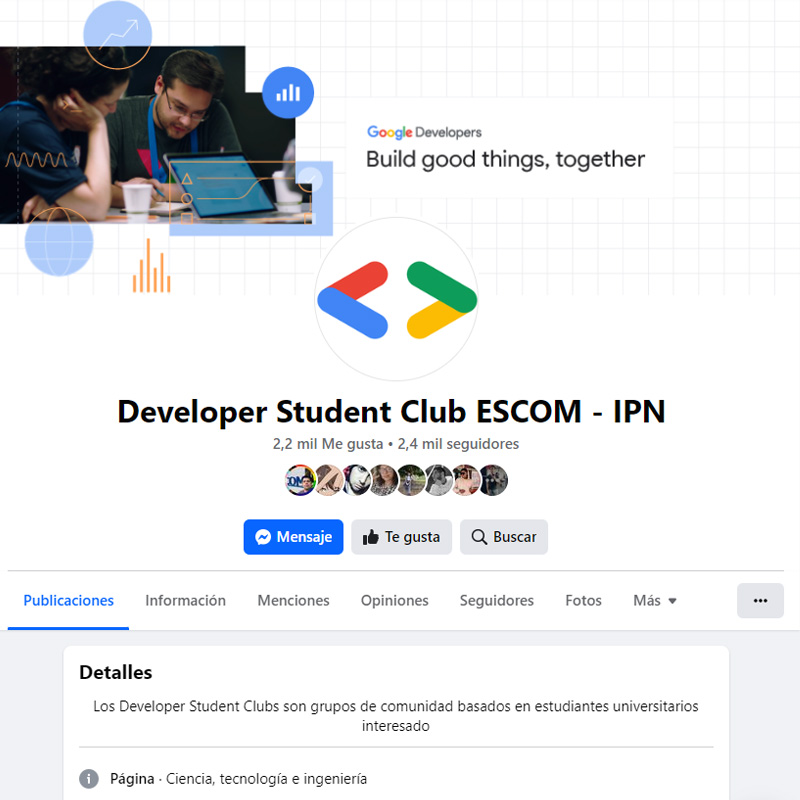 Google Developers
Build good things, together
Developer Student Club ESCOM - IPN
2,2 mil Me gusta • 2,4 mil seguidores
Mensaje
Te gusta
Buscar
Publicaciones
Información
Menciones
Opiniones
Seguidores
Fotos
Más
Detalles
Los Developer Student Clubs son grupos de comunidad basados en estudiantes universitarios
interesado
Página · Ciencia, tecnología e ingeniería